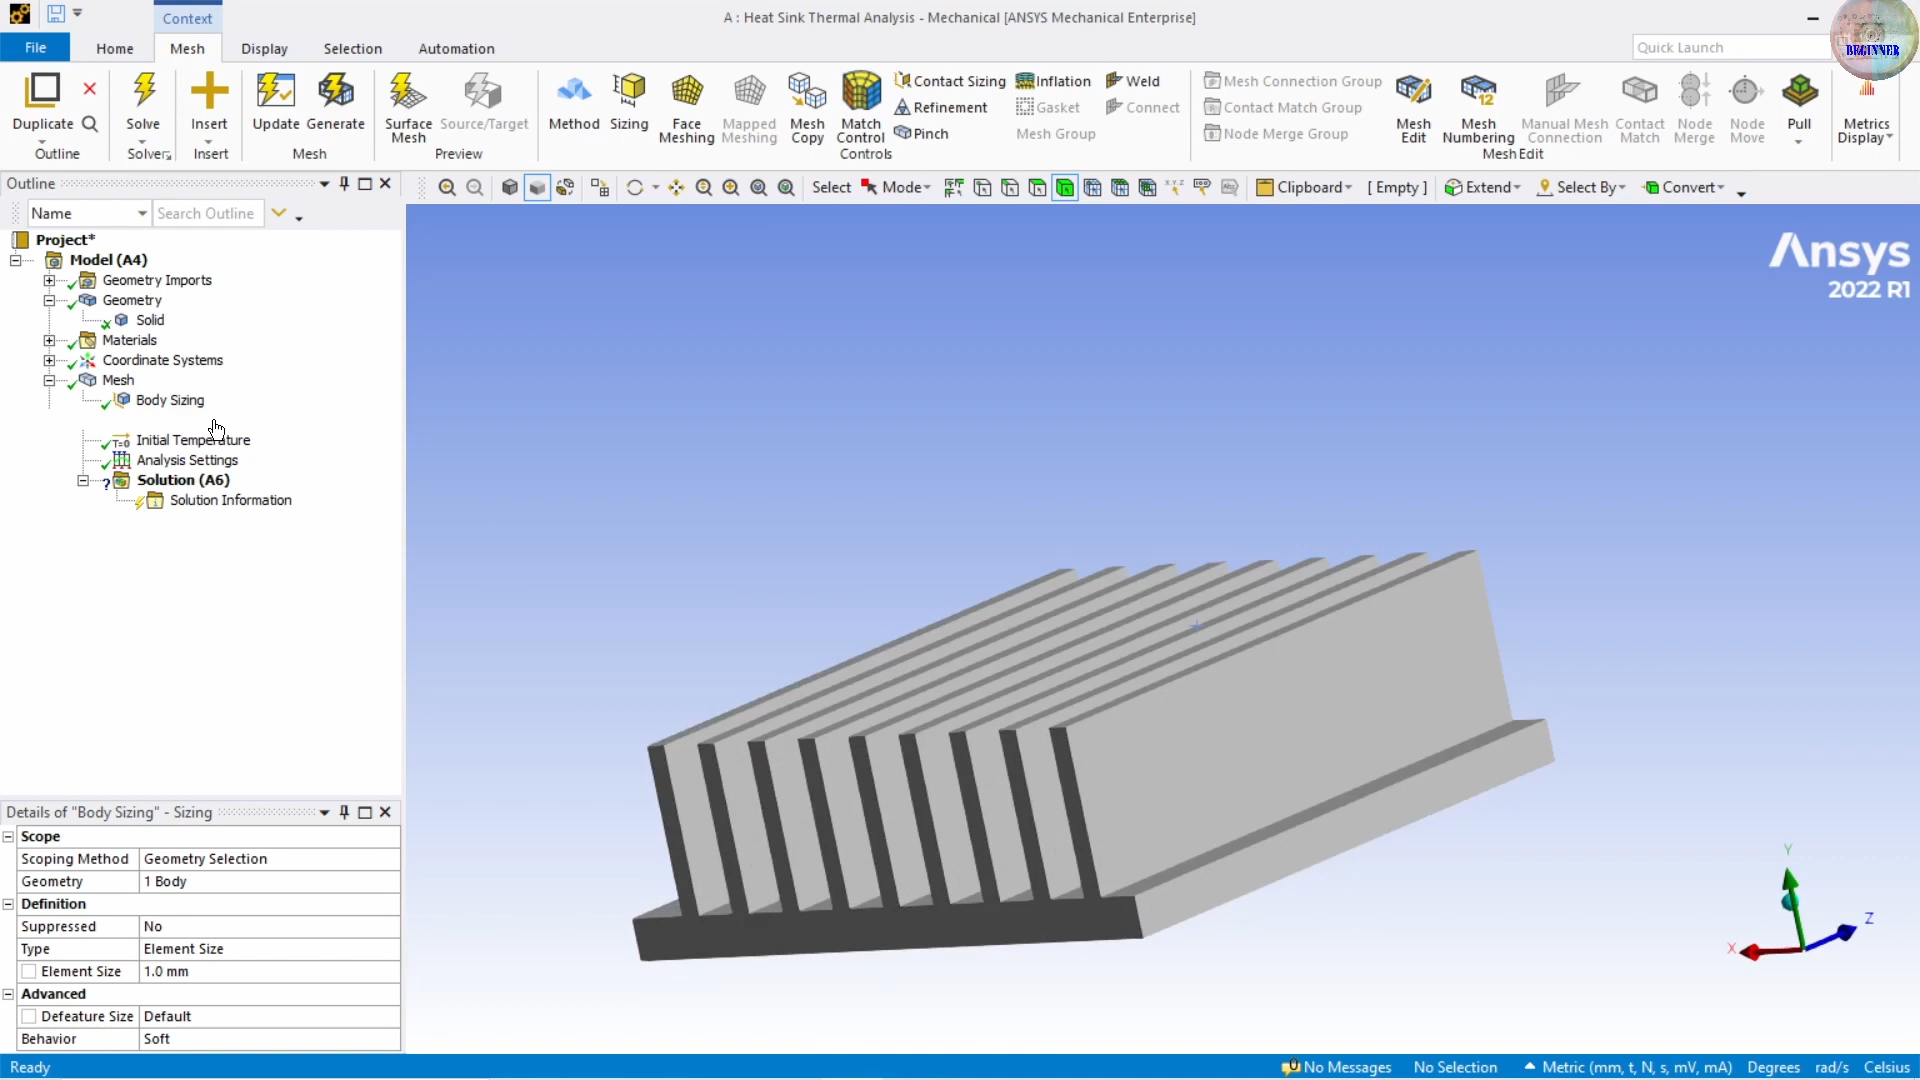 Context
A : Heat Sink Thermal Analysis - Mechanical [ANSYS Mechanical Enterprise]
File Home Mesh Display Selection Automation
Quick Launch
BEGINNER
Duplicate
Outline
Solve
Solver
Insert
Insert
Update Generate
Mesh
Surface Mesh Source/Target
Preview
Method Sizing Face Meshing Mapped Meshing Mesh Copy Match Control
Contact Sizing Inflation Weld
Refinement Gasket Connect
Pinch Mesh Group
Controls
Mesh Connection Group
Contact Match Group
Node Merge Group
Mesh Edit Mesh Numbering Manual Mesh Connection Contact Match Node Merge Node Move Pull
Mesh Edit
Metrics Display
Outline
Name Search Outline
Select Mode Clipboard [ Empty ] Extend Select By Convert
Project*
Model (A4)
Geometry Imports
Geometry
Solid
Materials
Coordinate Systems
Mesh
Body Sizing
T=0 Initial Temperature
Analysis Settings
Solution (A6)
Solution Information
Ansys
2022 R1
Details of "Body Sizing" - Sizing
Scope
Scoping Method Geometry Selection
Geometry 1 Body
Definition
Suppressed No
Type Element Size
Element Size 1.0 mm
Advanced
Defeature Size Default
Behavior Soft
Y
Z
X
Ready
No Messages No Selection Metric (mm, t, N, s, mV, mA) Degrees rad/s Celsius